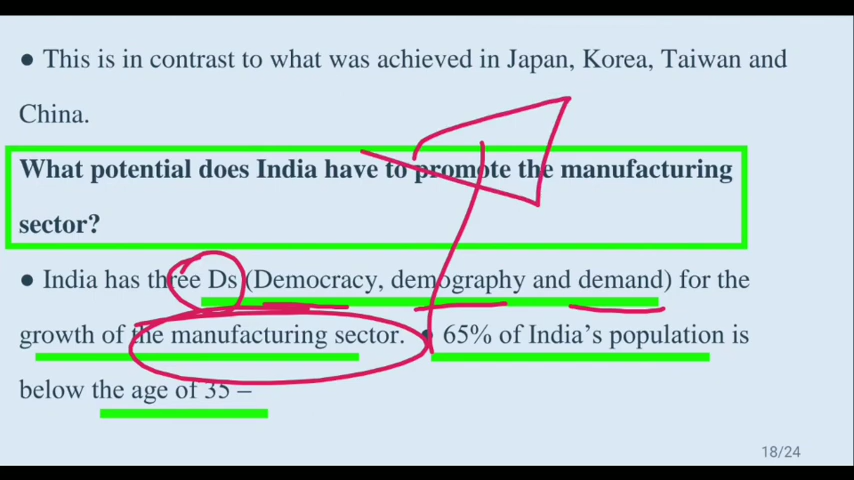 ● This is in contrast to what was achieved in Japan, Korea, Taiwan and
China.
What potential does India have to promote the manufacturing
sector?
● India has three Ds (Democracy, demography and demand) for the
growth of the manufacturing sector. ● 65% of India’s population is
below the age of 35 –
18/24